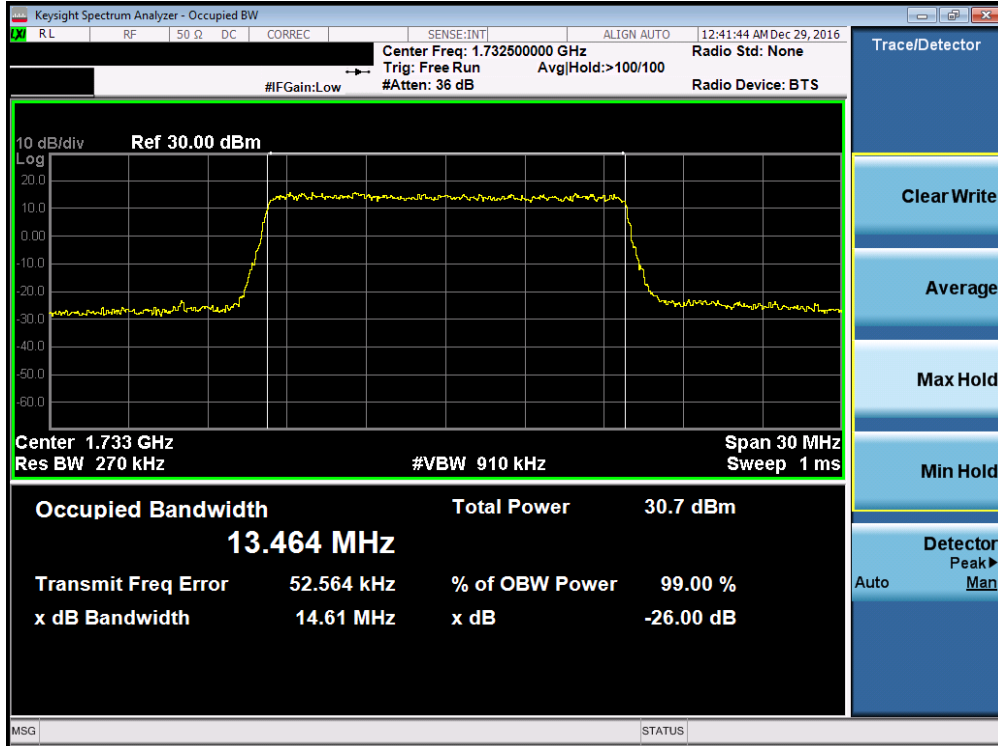 Keysight Spectrum Analyzer - Occupied BW
LXI RL RF 50 Ω DC CORREC SENSE:INT ALIGN AUTO 12:41:44 AM Dec 29, 2016
Center Freq: 1.732500000 GHz Radio Std: None
Trig: Free Run Avg|Hold:>100/100
#IFGain:Low #Atten: 36 dB Radio Device: BTS
Trace/Detector
10 dB/div Ref 30.00 dBm
Log
20.0
10.0
0.00
-10.0
-20.0
-30.0
-40.0
-50.0
-60.0
Center 1.733 GHz Span 30 MHz
Res BW 270 kHz #VBW 910 kHz Sweep 1 ms
Occupied Bandwidth Total Power 30.7 dBm
13.464 MHz
Transmit Freq Error 52.564 kHz % of OBW Power 99.00 %
x dB Bandwidth 14.61 MHz x dB -26.00 dB
Clear Write
Average
Max Hold
Min Hold
Detector
Peak▶
Auto Man
MSG STATUS